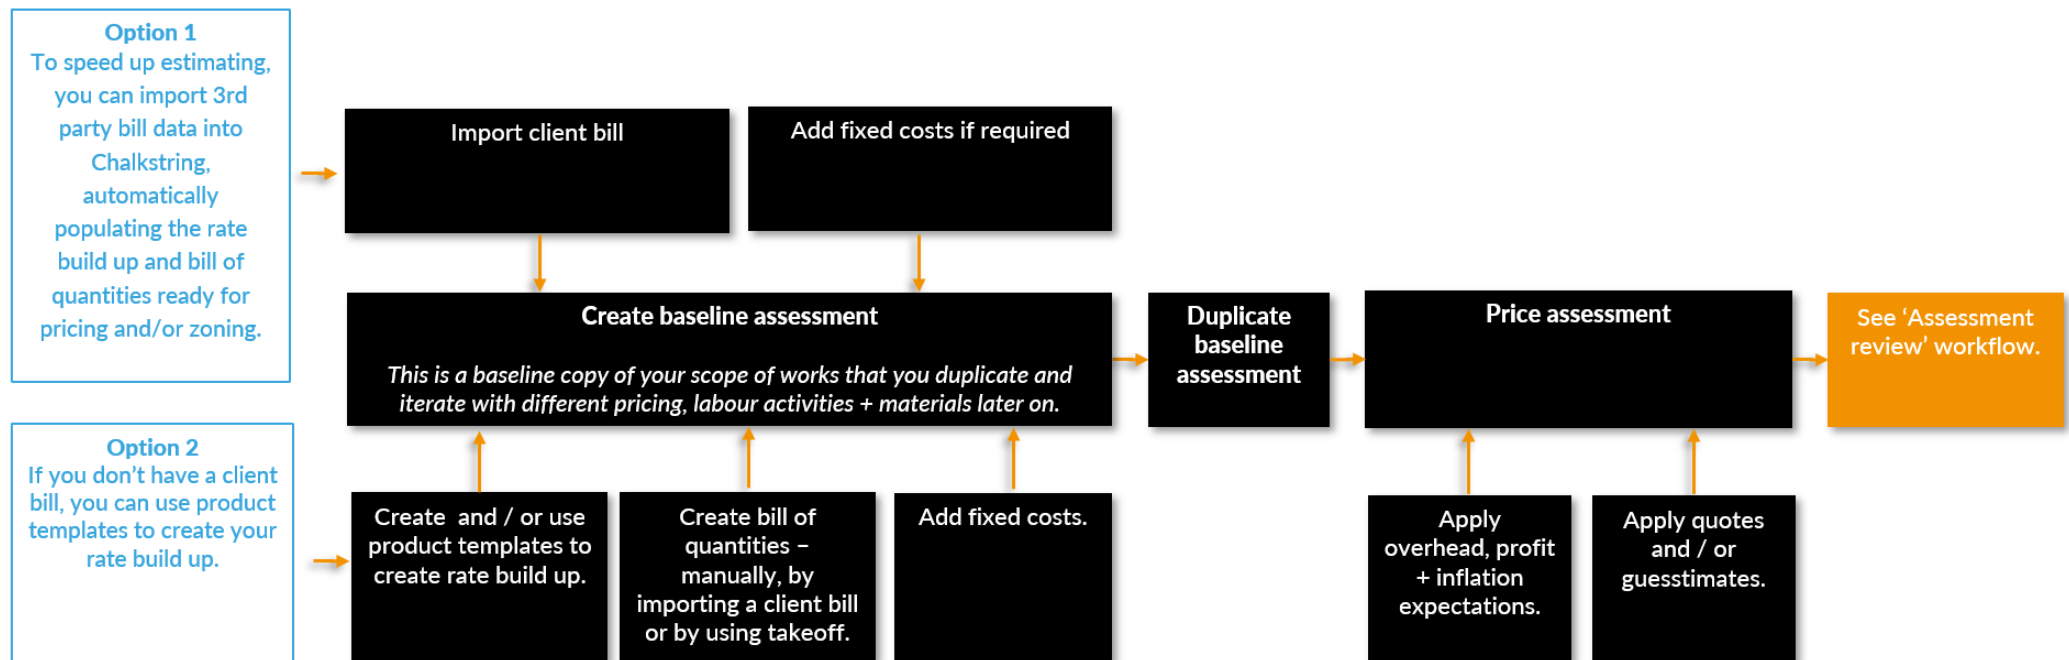 Option 1
To speed up estimating,
you can import 3rd
party bill data into
Chalkstring,
automatically
populating the rate
build up and bill of
quantities ready for
pricing and/or zoning.
Import client bill
Add fixed costs if required
Create baseline assessment
This is a baseline copy of your scope of works that you duplicate and
iterate with different pricing, labour activities + materials later on.
Duplicate
baseline
assessment
Price assessment
See ‘Assessment
review’ workflow.
Option 2
If you don’t have a client
bill, you can use product
templates to create your
rate build up.
Create and / or use
product templates to
create rate build up.
Create bill of
quantities –
manually, by
importing a client bill
or by using takeoff.
Add fixed costs.
Apply
overhead, profit
+ inflation
expectations.
Apply quotes
and / or
guesstimates.